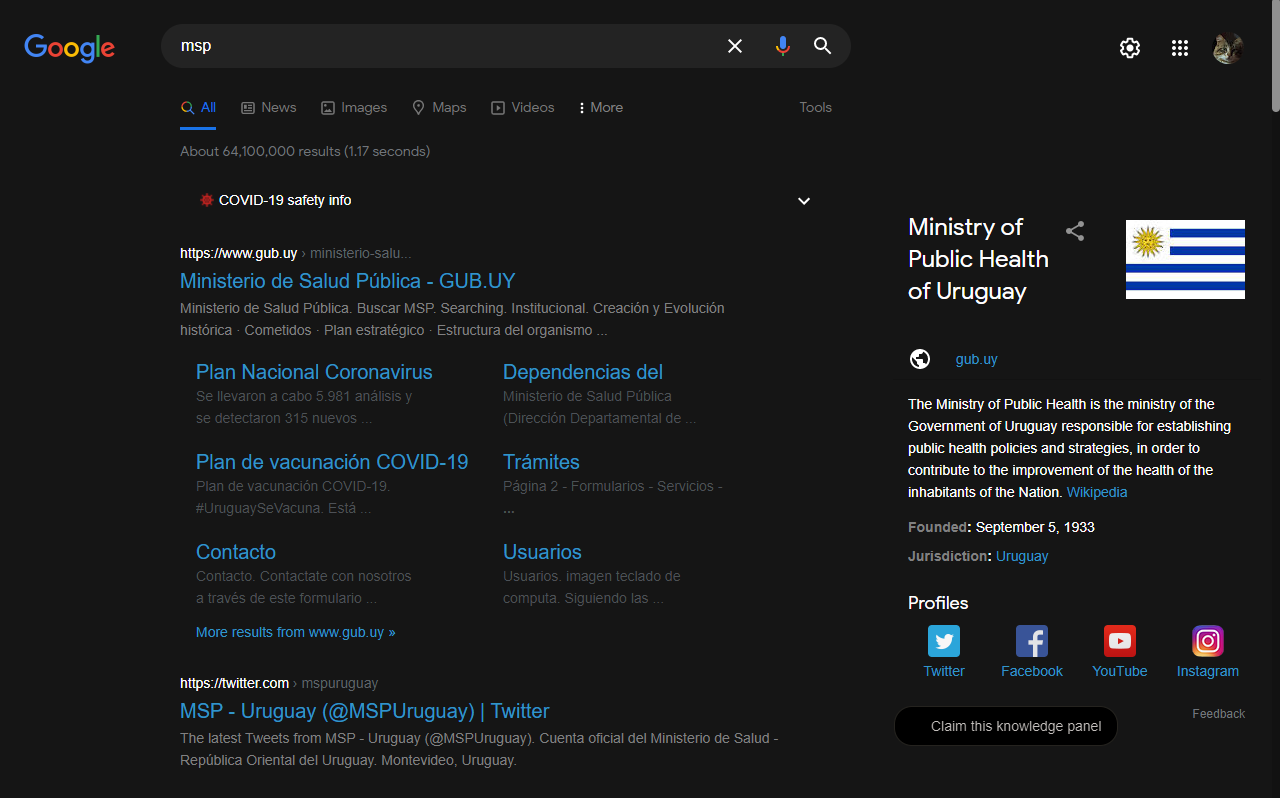 Google
msp
All News Images Maps Videos More Tools
About 64,100,000 results (1.17 seconds)
COVID-19 safety info
https://www.gub.uy › ministerio-salu...
Ministerio de Salud Pública - GUB.UY
Ministerio de Salud Pública. Buscar MSP. Searching. Institucional. Creación y Evolución
histórica · Cometidos · Plan estratégico · Estructura del organismo ...
Plan Nacional Coronavirus
Se llevaron a cabo 5.981 análisis y
se detectaron 315 nuevos ...
Dependencias del
Ministerio de Salud Pública
(Dirección Departamental de ...
Plan de vacunación COVID-19
Plan de vacunación COVID-19.
#UruguaySeVacuna. Está ...
Trámites
Página 2 - Formularios - Servicios -
...
Contacto
Contacto. Contactate con nosotros
a través de este formulario ...
Usuarios
Usuarios. imagen teclado de
computa. Siguiendo las ...
More results from www.gub.uy »
https://twitter.com › mspuruguay
MSP - Uruguay (@MSPUruguay) | Twitter
The latest Tweets from MSP - Uruguay (@MSPUruguay). Cuenta oficial del Ministerio de Salud -
República Oriental del Uruguay. Montevideo, Uruguay.
Ministry of
Public Health
of Uruguay
gub.uy
The Ministry of Public Health is the ministry of the
Government of Uruguay responsible for establishing
public health policies and strategies, in order to
contribute to the improvement of the health of the
inhabitants of the Nation. Wikipedia
Founded: September 5, 1933
Jurisdiction: Uruguay
Profiles
Twitter Facebook YouTube Instagram
Claim this knowledge panel
Feedback